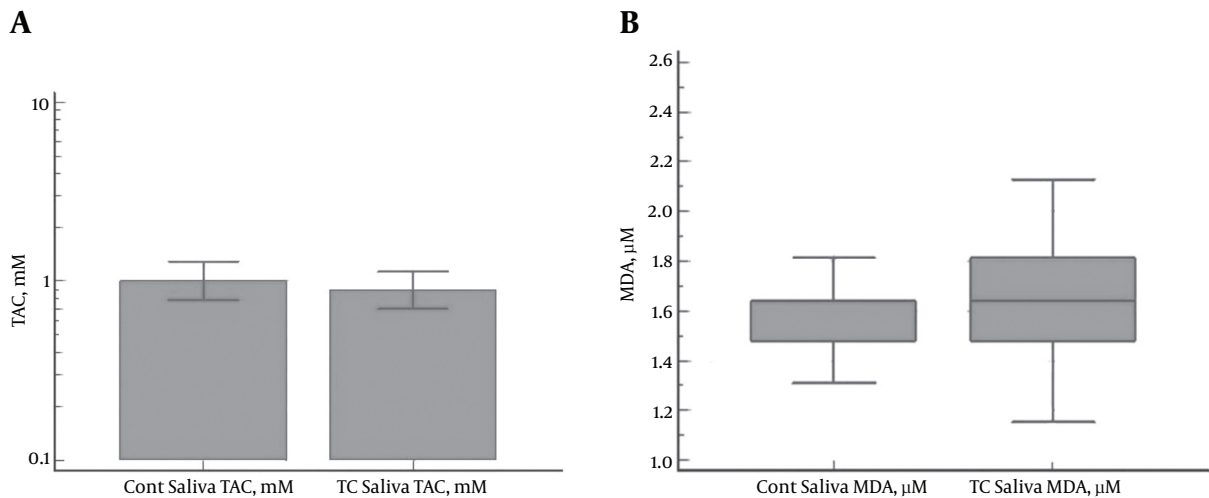 A
TAC, mM
10
1
0.1
Cont Saliva TAC, mM
TC Saliva TAC, mM
B
MDA, μM
2.6
2.4
2.2
2.0
1.8
1.6
1.4
1.2
1.0
Cont Saliva MDA, μM
TC Saliva MDA, μM